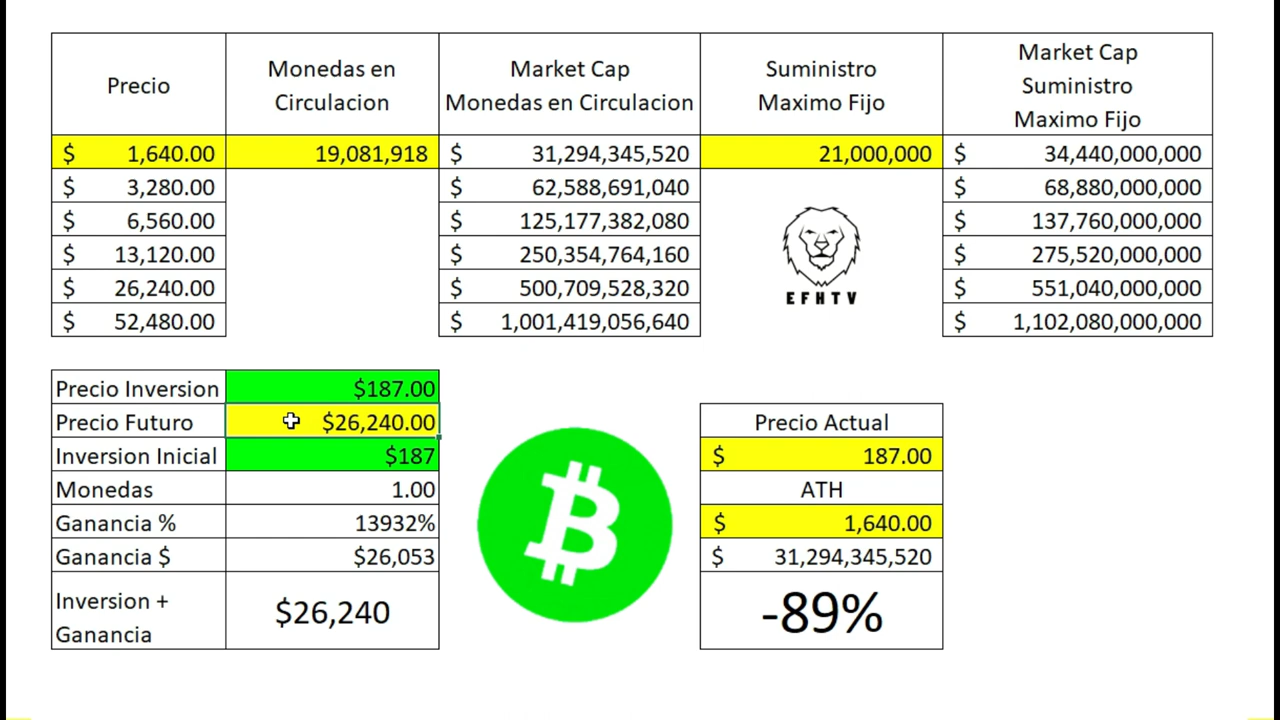 Precio
Monedas en
Circulacion
Market Cap
Monedas en Circulacion
Suministro
Maximo Fijo
Market Cap
Suministro
Maximo Fijo
$ 1,640.00 19,081,918 $ 31,294,345,520 21,000,000 $ 34,440,000,000
$ 3,280.00 $ 62,588,691,040 $ 68,880,000,000
$ 6,560.00 $ 125,177,382,080 $ 137,760,000,000
$ 13,120.00 $ 250,354,764,160 $ 275,520,000,000
$ 26,240.00 $ 500,709,528,320 $ 551,040,000,000
$ 52,480.00 $ 1,001,419,056,640 $ 1,102,080,000,000
EFHTV
Precio Inversion $187.00
Precio Futuro $26,240.00
Inversion Inicial $187
Monedas 1.00
Ganancia % 13932%
Ganancia $ $26,053
Inversion +
Ganancia
$26,240
Precio Actual
$ 187.00
ATH
$ 1,640.00
$ 31,294,345,520
-89%